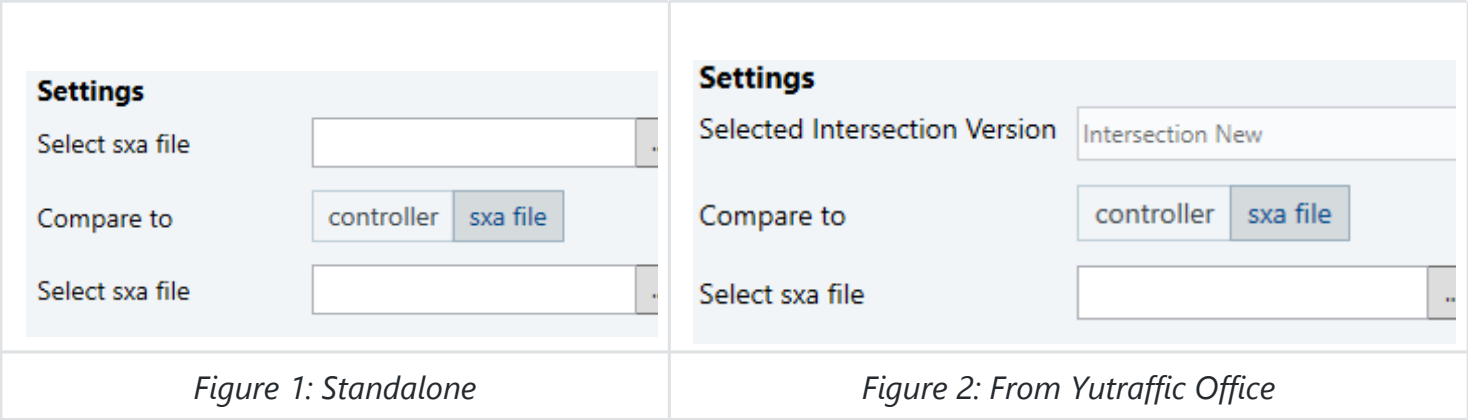 Settings
Select sxa file
..
Compare to
controller
sxa file
Select sxa file
..
Figure 1: Standalone
Settings
Selected Intersection Version
Intersection New
Compare to
controller
sxa file
Select sxa file
..
Figure 2: From Yutraffic Office